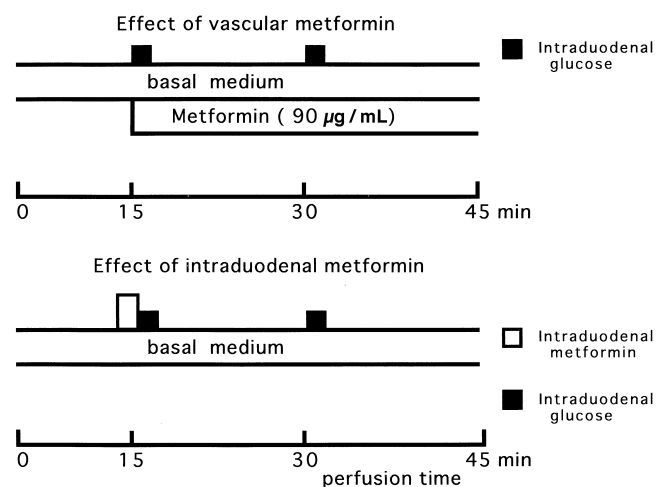 Effect of vascular metformin
Intraduodenal
glucose
basal medium
Metformin ( 90 µg / mL)
0 15 30 45 min
Effect of intraduodenal metformin
basal medium
Intraduodenal
metformin
Intraduodenal
glucose
0 15 30 45 min
perfusion time